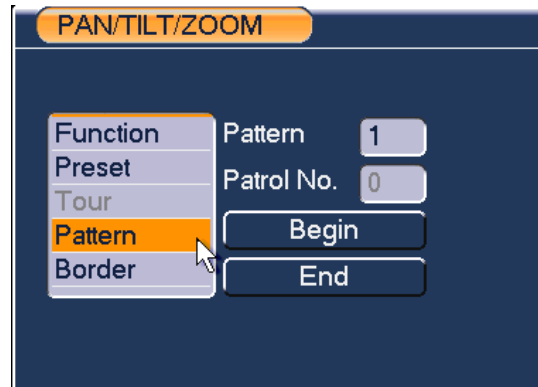 PAN/TILT/ZOOM
Function
Preset
Tour
Pattern
Border
Pattern 1
Patrol No. 0
Begin
End